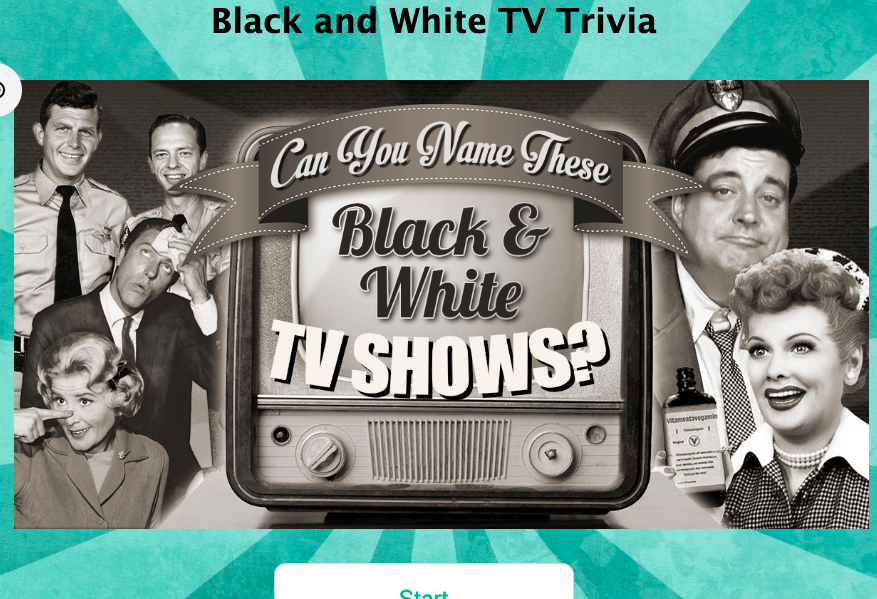 Black and White TV Trivia
Can You Name These
Black &
White
TV SHOWS?
Vitameatavegamin
Start